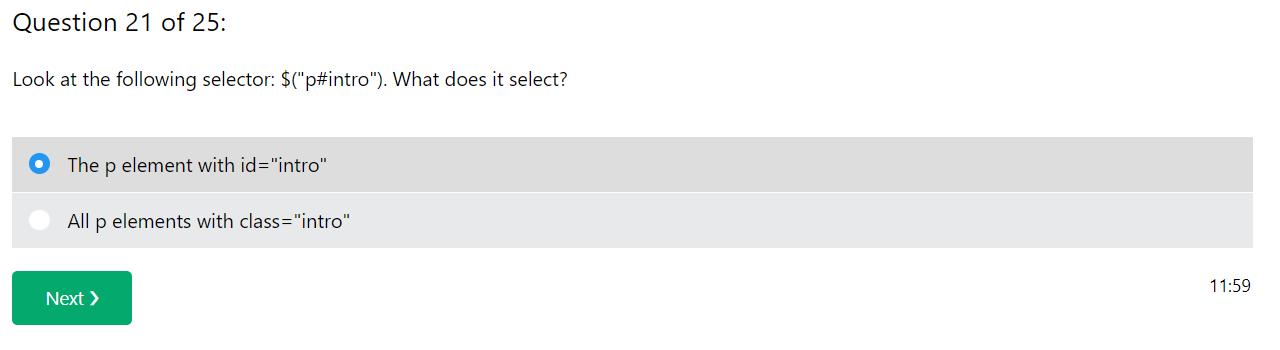 Question 21 of 25:
Look at the following selector: $("p#intro"). What does it select?
The p element with id="intro"
All p elements with class="intro"
Next ❯
11:59